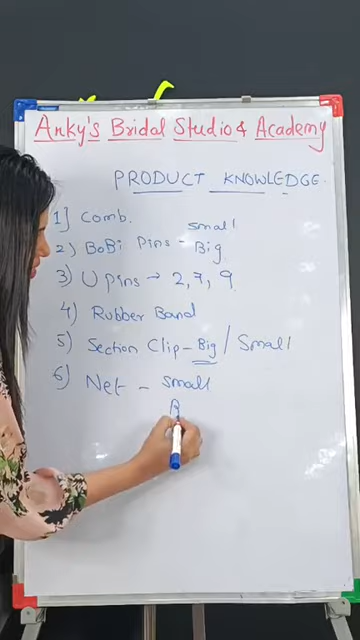 Anky's Bridal Studio & Academy
PRODUCT KNOWLEDGE
1] Comb.
small
2) BoBi Pins - Big
3) U pins → 2, 7, 9
4) Rubber Band
5) Section Clip - Big / Small
6) Net - small
B